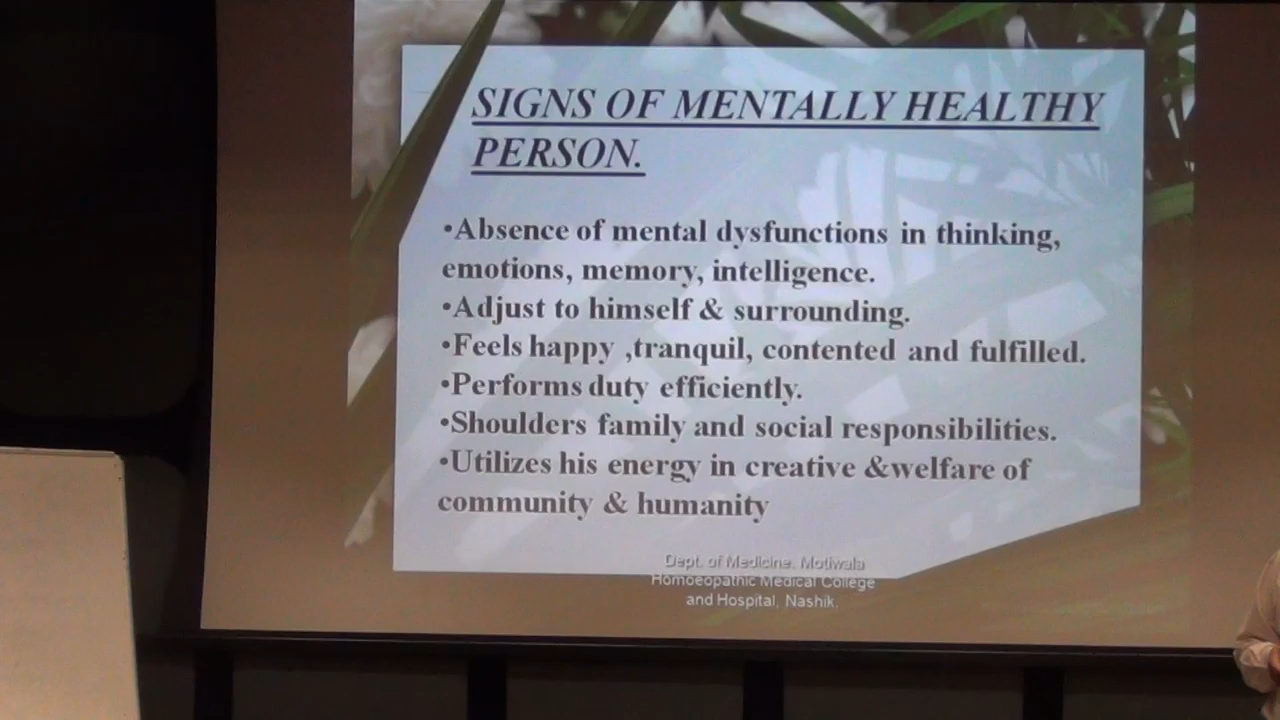 SIGNS OF MENTALLY HEALTHY
PERSON.
•Absence of mental dysfunctions in thinking,
emotions, memory, intelligence.
•Adjust to himself & surrounding.
•Feels happy ,tranquil, contented and fulfilled.
•Performs duty efficiently.
•Shoulders family and social responsibilities.
•Utilizes his energy in creative &welfare of
community & humanity
Dept. of Medicine. Motiwala
Homoeopathic Medical College
and Hospital, Nashik.